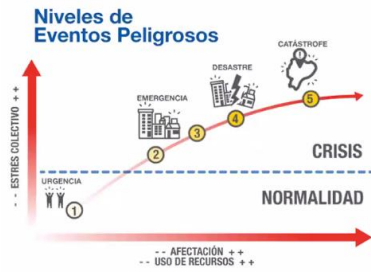 Niveles de
Eventos Peligrosos
CATÁSTROFE
DESASTRE
EMERGENCIA
URGENCIA
1
2
3
4
5
CRISIS
NORMALIDAD
- - ESTRES COLECTIVO + +
- - AFECTACIÓN + +
- - USO DE RECURSOS + +